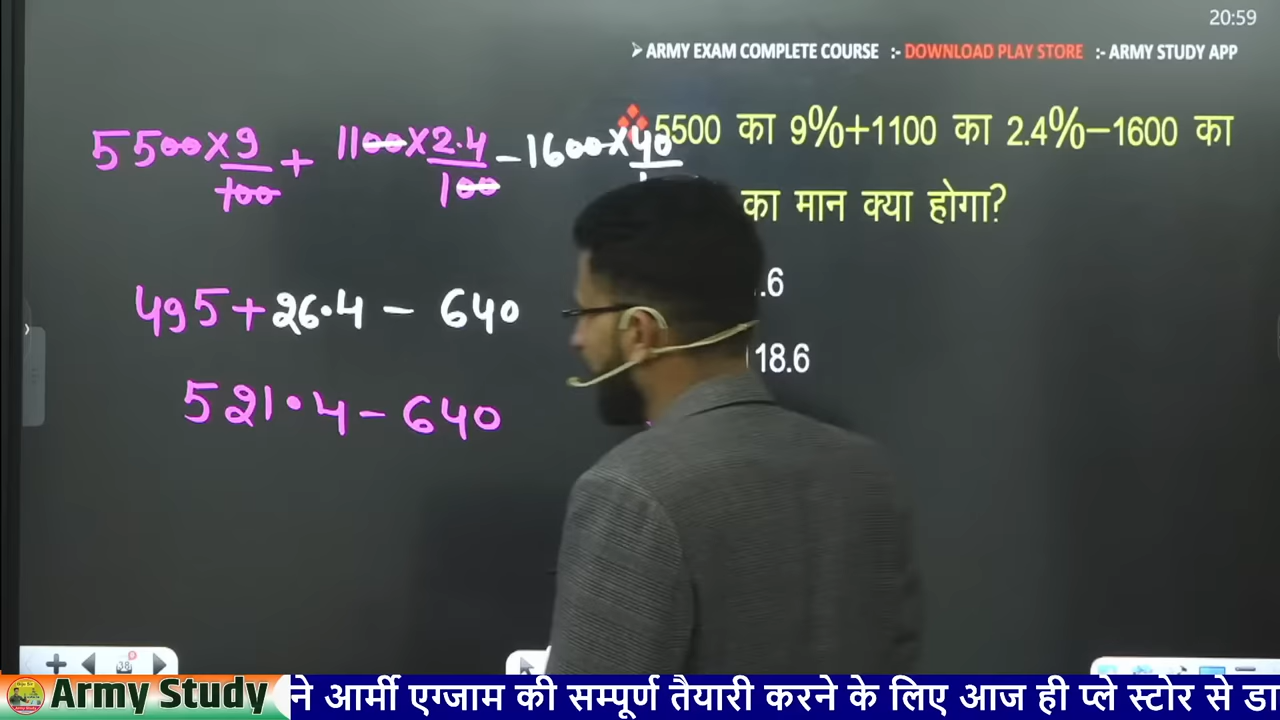 20:59
➢ ARMY EXAM COMPLETE COURSE :- DOWNLOAD PLAY STORE :- ARMY STUDY APP
5500 का 9%+1100 का 2.4%−1600 का
का मान क्या होगा?
.6
18.6
5500×9/100 + 1100×2.4/100 - 1600×40
495+26.4 - 640
521.4 - 640
38
Army Study
ने आर्मी एग्जाम की सम्पूर्ण तैयारी करने के लिए आज ही प्ले स्टोर से डा